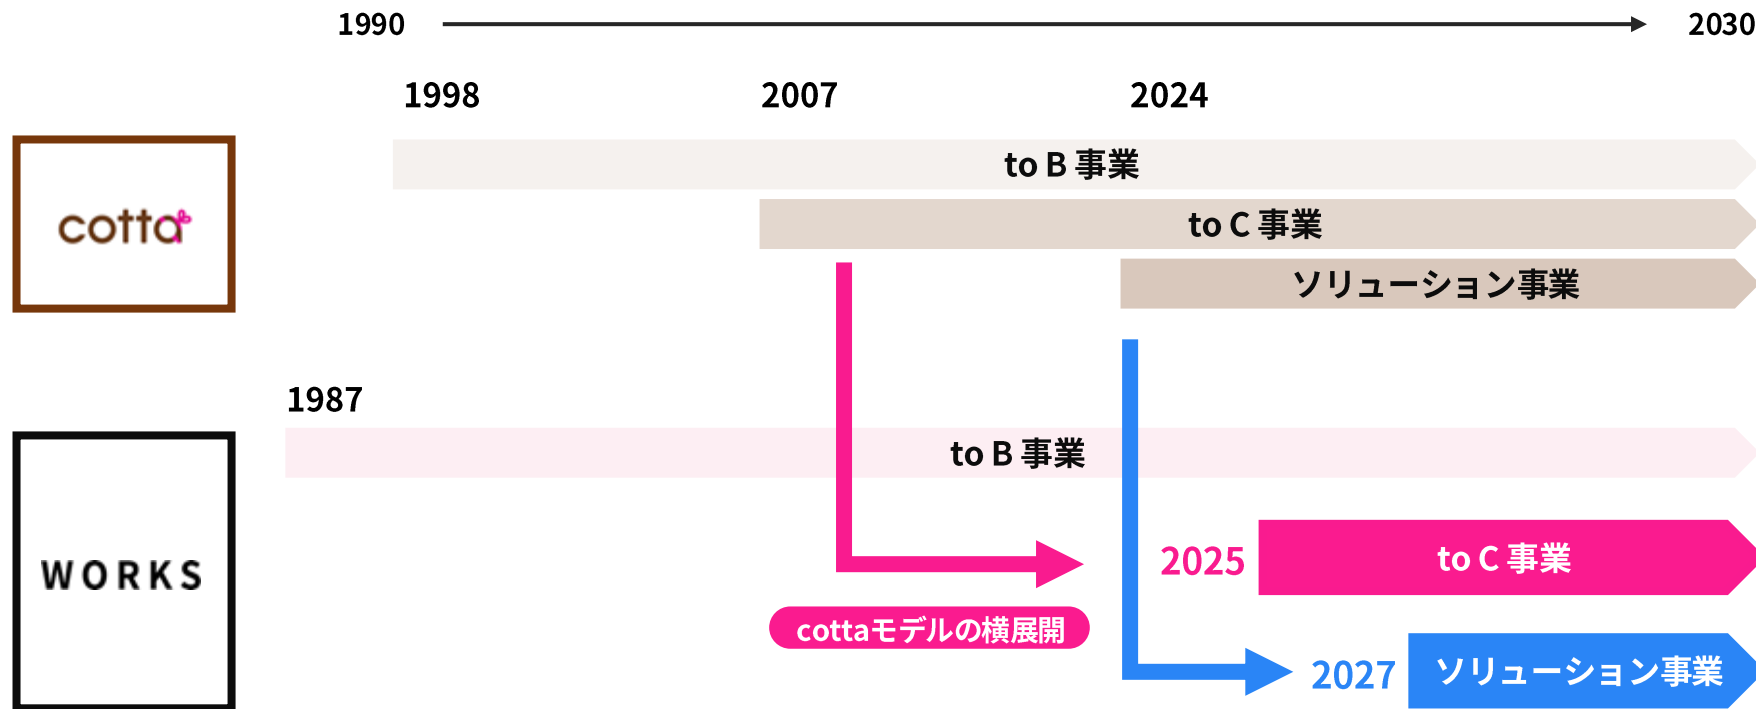 1990
2030
1998
2007
2024
to B 事業
to C 事業
ソリューション事業
cotta
1987
to B 事業
WORKS
2025
to C 事業
cottaモデルの横展開
2027
ソリューション事業